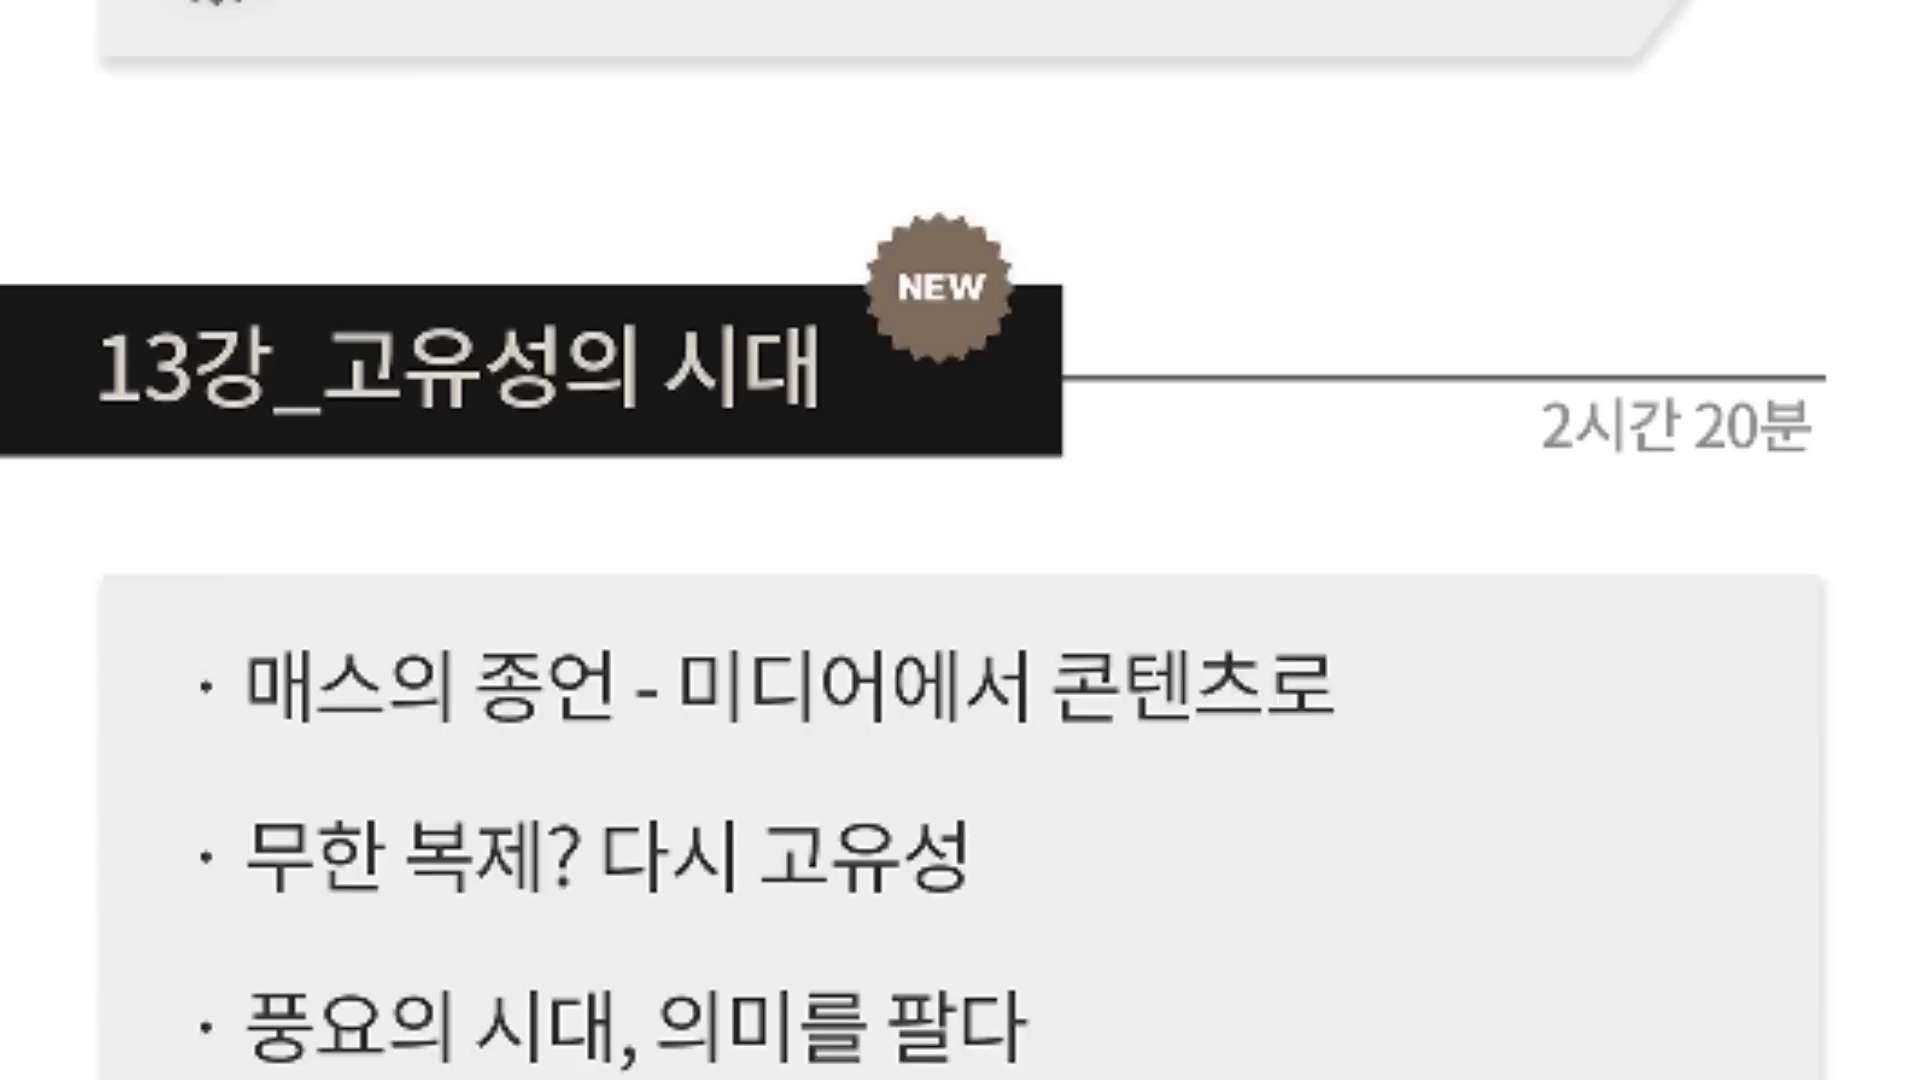 NEW
13강_고유성의 시대
2시간 20분
· 매스의 종언 - 미디어에서 콘텐츠로
· 무한 복제? 다시 고유성
· 풍요의 시대, 의미를 팔다